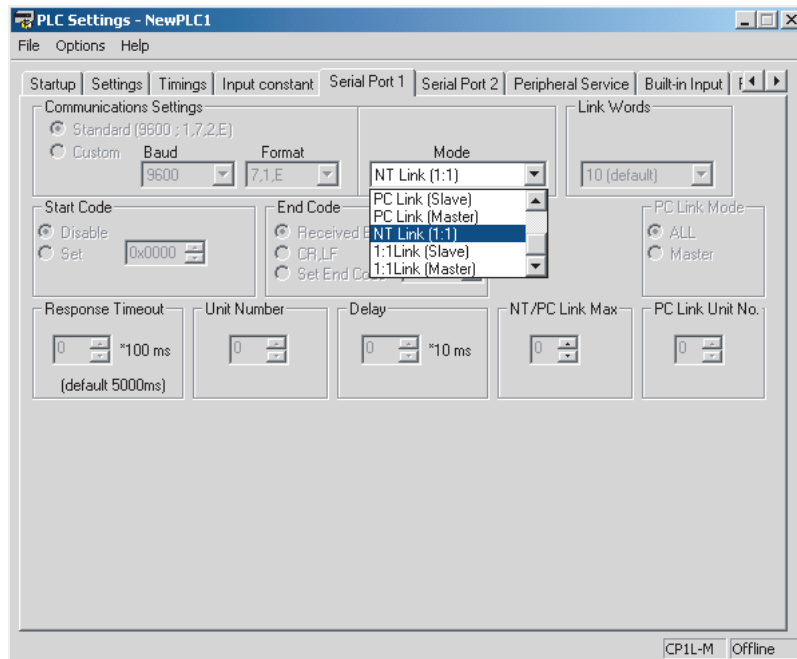 PLC Settings - NewPLC1
File Options Help
Startup Settings Timings Input constant Serial Port 1 Serial Port 2 Peripheral Service Built-in Input
Communications Settings
Standard (9600 ; 1,7,2,E)
Custom Baud Format
9600 7,1,E
Mode
NT Link (1:1)
PC Link (Slave)
PC Link (Master)
NT Link (1:1)
1:1Link (Slave)
1:1Link (Master)
Link Words
10 (default)
Start Code
Disable
Set 0x0000
End Code
Received
CR,LF
Set End
PC Link Mode
ALL
Master
Response Timeout
0 *100 ms
(default 5000ms)
Unit Number
0
Delay
0 *10 ms
NT/PC Link Max
0
PC Link Unit No.
0
CP1L-M Offline